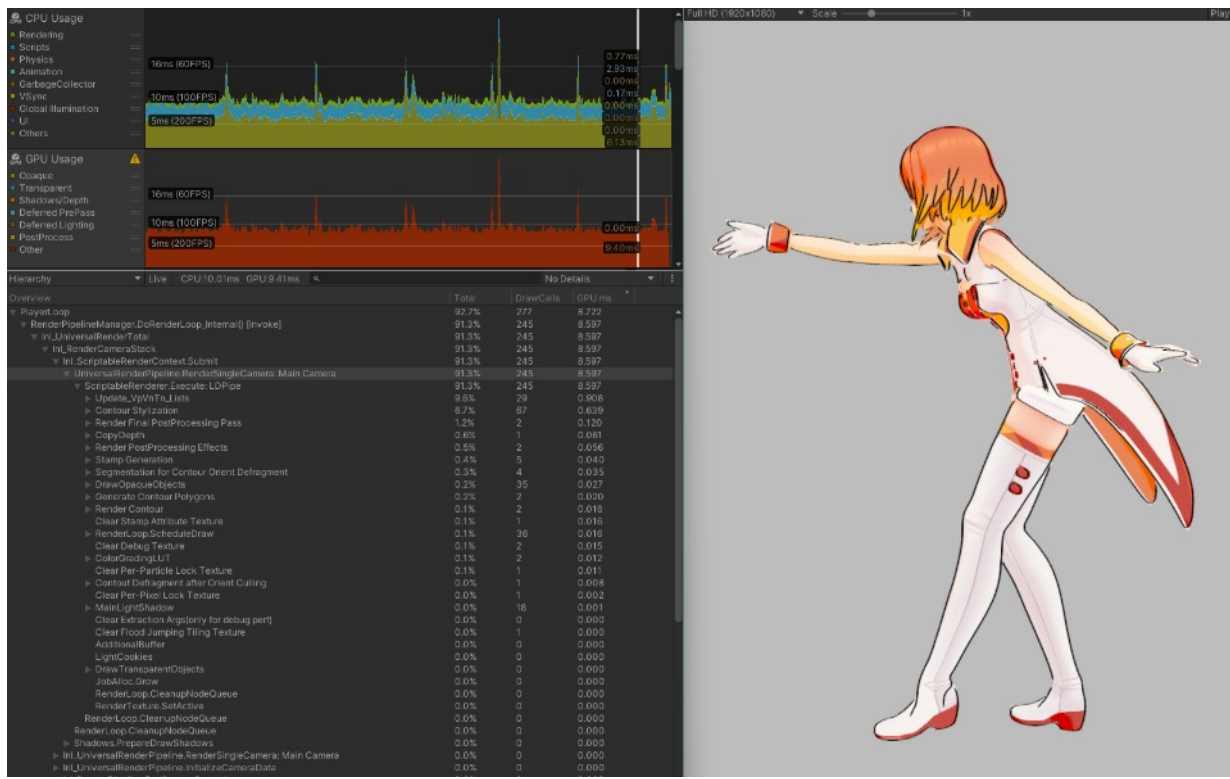 CPU Usage
Rendering
Scripts
Physics
Animation
GarbageCollector
VSync
Global Illumination
UI
Others
16ms (60FPS)
10ms (100FPS)
5ms (200FPS)
0.77ms
2.93ms
0.00ms
0.17ms
0.00ms
0.00ms
0.00ms
6.13ms
GPU Usage
Opaque
Transparent
Shadows/Depth
Deferred PrePass
Deferred Lighting
PostProcess
Other
16ms (60FPS)
10ms (100FPS)
5ms (200FPS)
0.00ms
9.40ms
Full HD (1920x1080) Scale 1x Play
Hierarchy Live CPU:10.01ms GPU:9.41ms No Details
Overview Total DrawCalls GPU ms
PlayerLoop 92.7% 277 8.722
RenderPipelineManager.DoRenderLoop_Internal() [Invoke] 91.3% 245 8.597
Inl_UniversalRenderTotal 91.3% 245 8.597
Inl_RenderCameraStack 91.3% 245 8.597
Inl_ScriptableRenderContext.Submit 91.3% 245 8.597
UniversalRenderPipeline.RenderSingleCamera: Main Camera 91.3% 245 8.597
ScriptableRenderer.Execute: LDPipe 91.3% 245 8.597
Update_VpVnTn_Lists 9.6% 29 0.908
Contour Stylization 6.7% 67 0.639
Render Final PostProcessing Pass 1.2% 2 0.120
CopyDepth 0.6% 1 0.061
Render PostProcessing Effects 0.5% 2 0.056
Stamp Generation 0.4% 5 0.040
Segmentation for Contour Orient Defragment 0.3% 4 0.035
DrawOpaqueObjects 0.2% 35 0.027
Generate Contour Polygons 0.2% 2 0.020
Render Contour 0.1% 2 0.016
Clear Stamp Attribute Texture 0.1% 1 0.016
RenderLoop.ScheduleDraw 0.1% 36 0.016
Clear Debug Texture 0.1% 2 0.015
ColorGradingLUT 0.1% 2 0.012
Clear Per-Particle Lock Texture 0.1% 1 0.011
Contout Defragment after Orient Culling 0.0% 1 0.008
Clear Per-Pixel Lock Texture 0.0% 1 0.002
MainLightShadow 0.0% 18 0.001
Clear Extraction Args(only for debug perf) 0.0% 0 0.000
Clear Flood Jumping Tiling Texture 0.0% 1 0.000
AdditionalBuffer 0.0% 0 0.000
LightCookies 0.0% 0 0.000
DrawTransparentObjects 0.0% 0 0.000
JobAlloc.Grow 0.0% 0 0.000
RenderLoop.CleanupNodeQueue 0.0% 0 0.000
RenderTexture.SetActive 0.0% 0 0.000
RenderLoop.CleanupNodeQueue 0.0% 0 0.000
RenderLoop.CleanupNodeQueue 0.0% 0 0.000
Shadows.PrepareDrawShadows 0.0% 0 0.000
Inl_UniversalRenderPipeline.RenderSingleCamera: Main Camera 0.0% 0 0.000
Inl_UniversalRenderPipeline.InitializeCameraData 0.0% 0 0.000